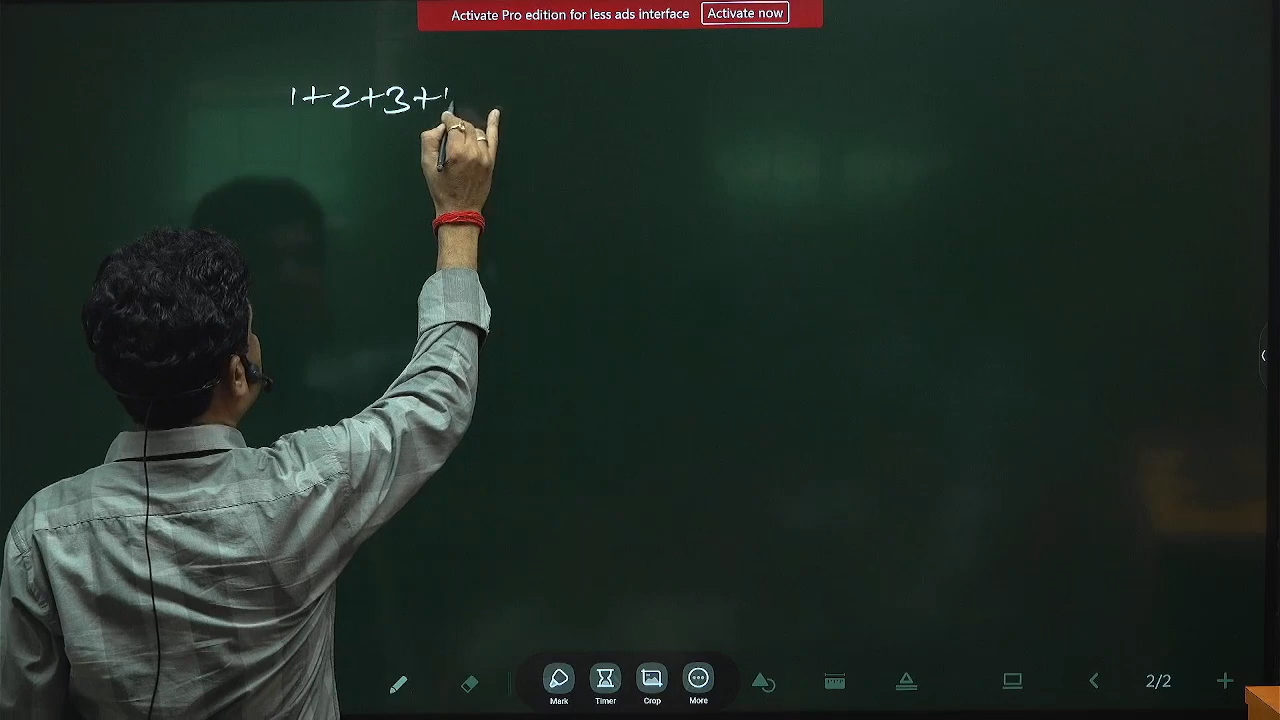 Activate Pro edition for less ads interface Activate now
1+2+3+
Mark Timer Crop More
2/2